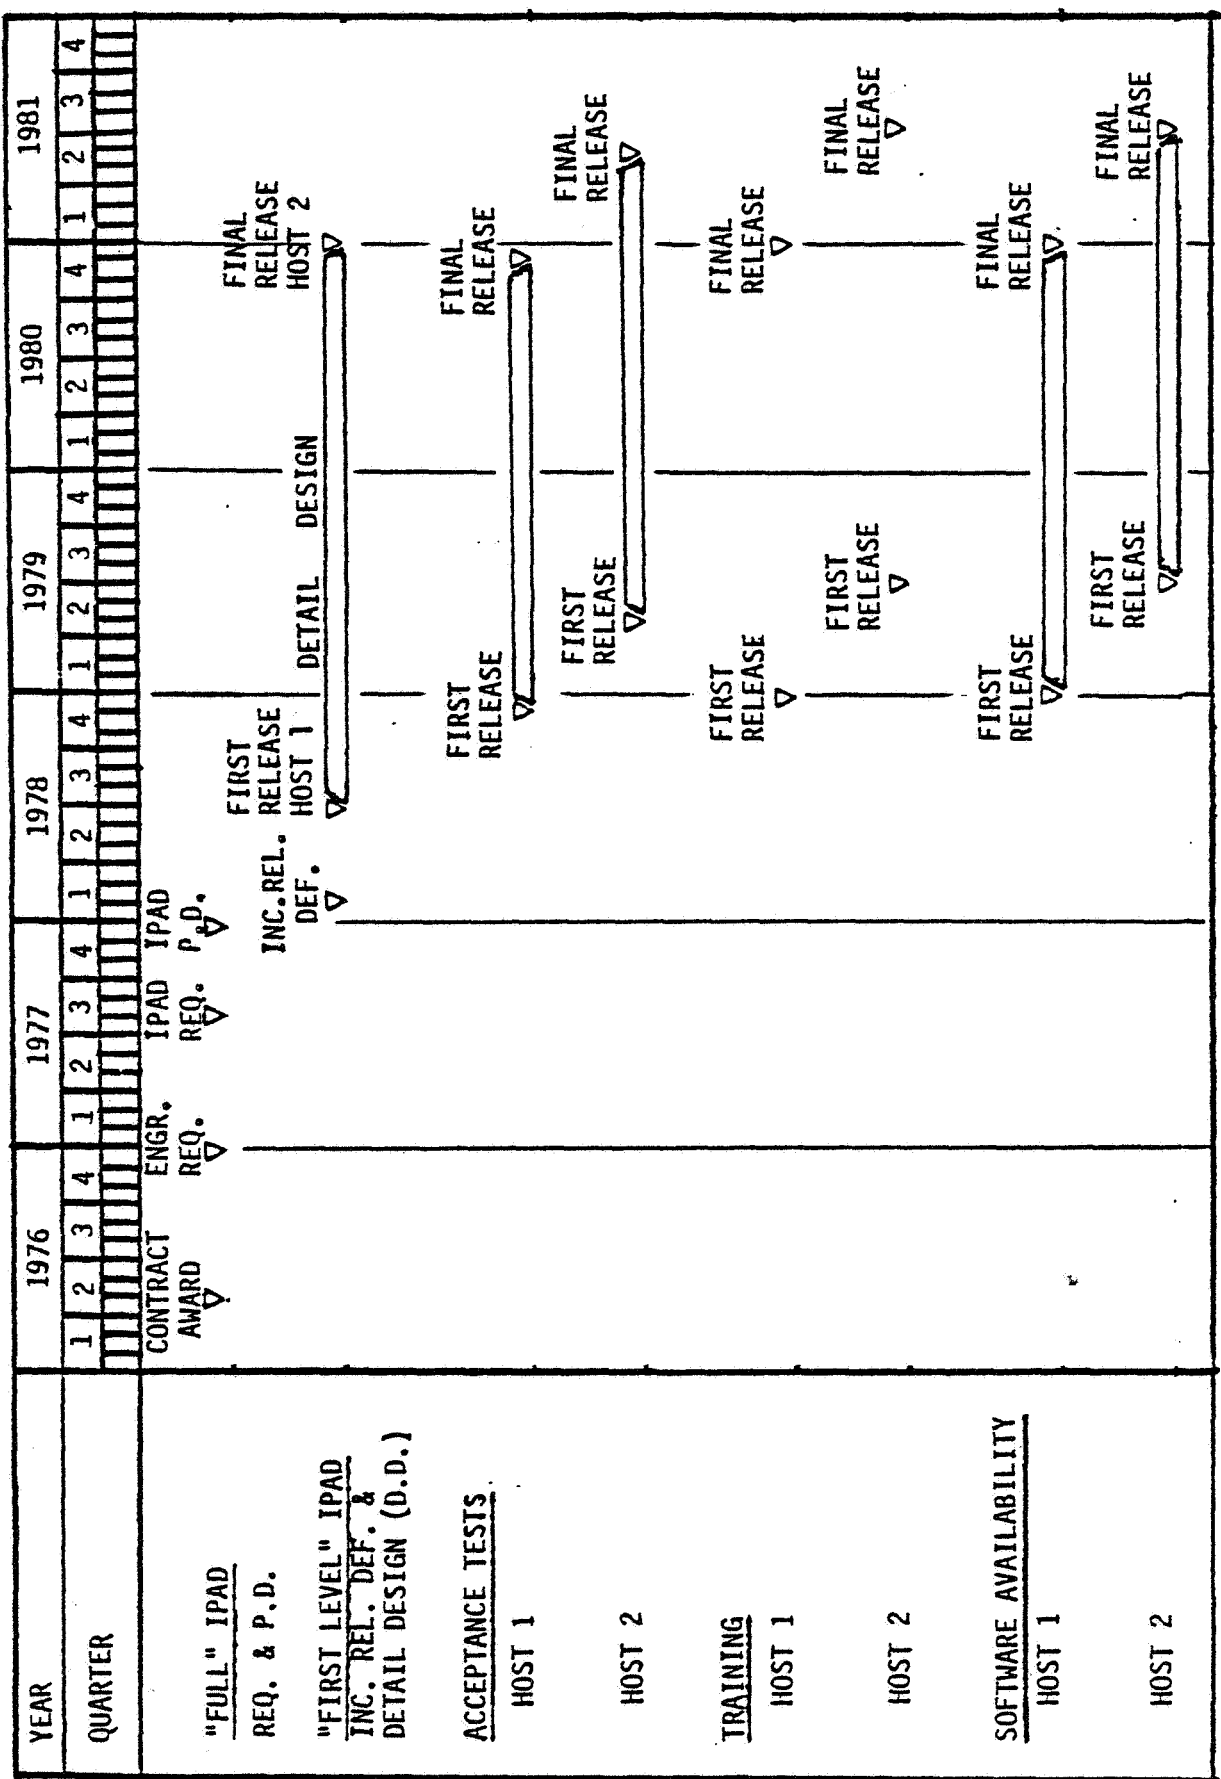 YEAR 1976 1977 1978 1979 1980 1981
QUARTER 1 2 3 4 1 2 3 4 1 2 3 4 1 2 3 4 1 2 3 4 1 2 3 4
CONTRACT AWARD
ENGR. REQ.
IPAD REQ.
IPAD P.D.
"FULL" IPAD
REQ. & P.D.
FIRST RELEASE HOST 1
FINAL RELEASE HOST 2
INC.REL. DEF.
DETAIL DESIGN
"FIRST LEVEL" IPAD
INC. REL. DEF. &
DETAIL DESIGN (D.D.)
ACCEPTANCE TESTS
FIRST RELEASE
FINAL RELEASE
HOST 1
FIRST RELEASE
FINAL RELEASE
HOST 2
TRAINING
FIRST RELEASE
FINAL RELEASE
HOST 1
FIRST RELEASE
FINAL RELEASE
HOST 2
SOFTWARE AVAILABILITY
FIRST RELEASE
FINAL RELEASE
HOST 1
FIRST RELEASE
FINAL RELEASE
HOST 2